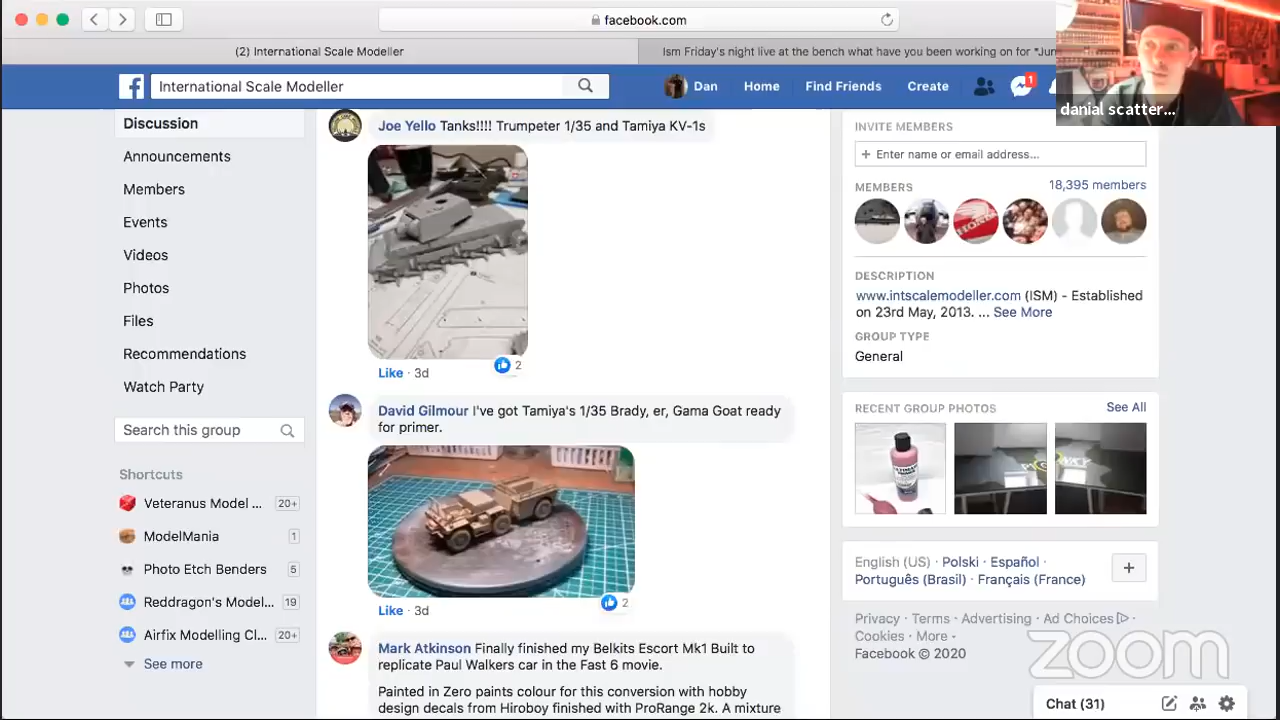 facebook.com
(2) International Scale Modeller
Ism Friday's night live at the bench what have you been working on for "Jun
International Scale Modeller
Dan
Home
Find Friends
Create
1
danial scatter...
Discussion
Announcements
Members
Events
Videos
Photos
Files
Recommendations
Watch Party
Search this group
Shortcuts
Veteranus Model ... 20+
ModelMania 1
Photo Etch Benders 5
Reddragon's Model... 19
Airfix Modelling Cl... 20+
See more
Joe Yello Tanks!!!! Trumpeter 1/35 and Tamiya KV-1s
2
Like · 3d
David Gilmour I've got Tamiya's 1/35 Brady, er, Gama Goat ready
for primer.
2
Like · 3d
Mark Atkinson Finally finished my Belkits Escort Mk1 Built to
replicate Paul Walkers car in the Fast 6 movie.
Painted in Zero paints colour for this conversion with hobby
design decals from Hiroboy finished with ProRange 2k. A mixture
INVITE MEMBERS
+ Enter name or email address...
MEMBERS
18,395 members
DESCRIPTION
www.intscalemodeller.com (ISM) - Established
on 23rd May, 2013. ... See More
GROUP TYPE
General
RECENT GROUP PHOTOS
See All
English (US) · Polski · Español ·
Português (Brasil) · Français (France)
+
Privacy · Terms · Advertising · Ad Choices ·
Cookies · More
Facebook © 2020
zoom
Chat (31)